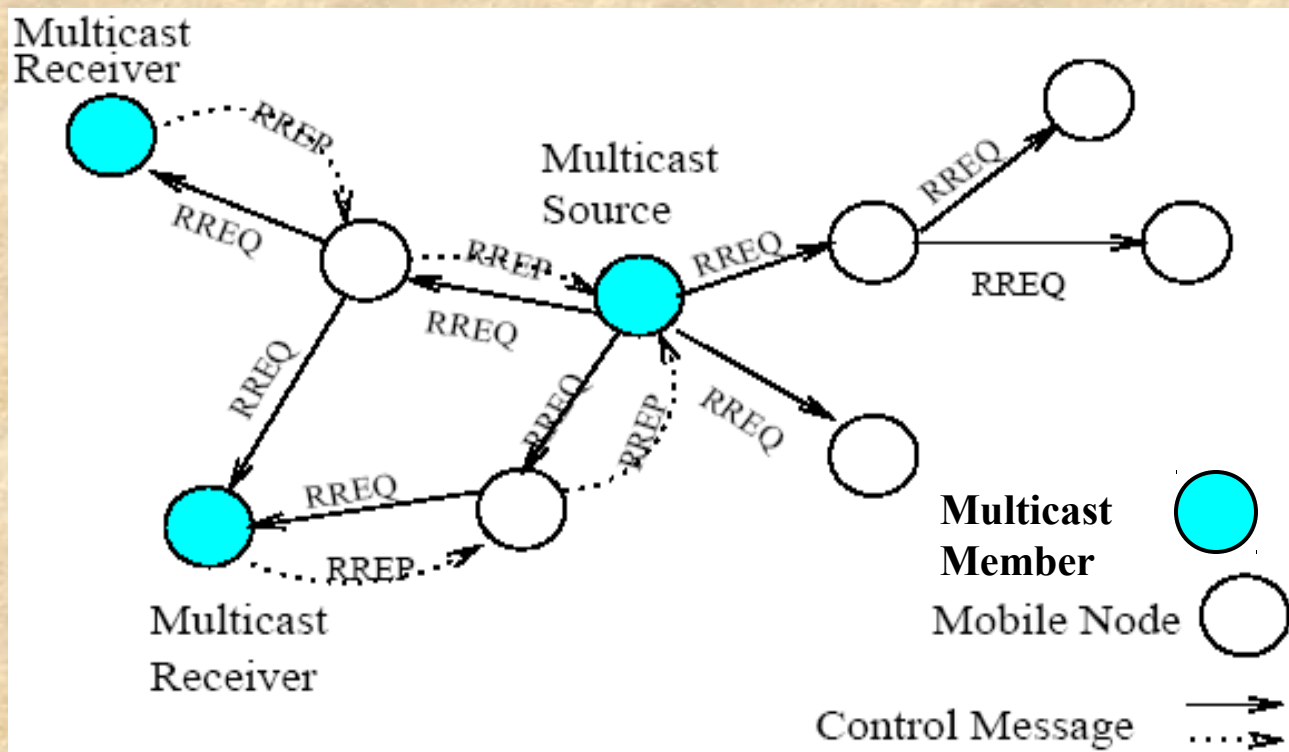 Multicast
Receiver
RREP
RREQ
Multicast
Source
RREP
RREQ
RREQ
RREQ
RREQ
RREQ
RREQ
RREP
RREQ
RREQ
RREP
Multicast
Receiver
Multicast
Member
Mobile Node
Control Message